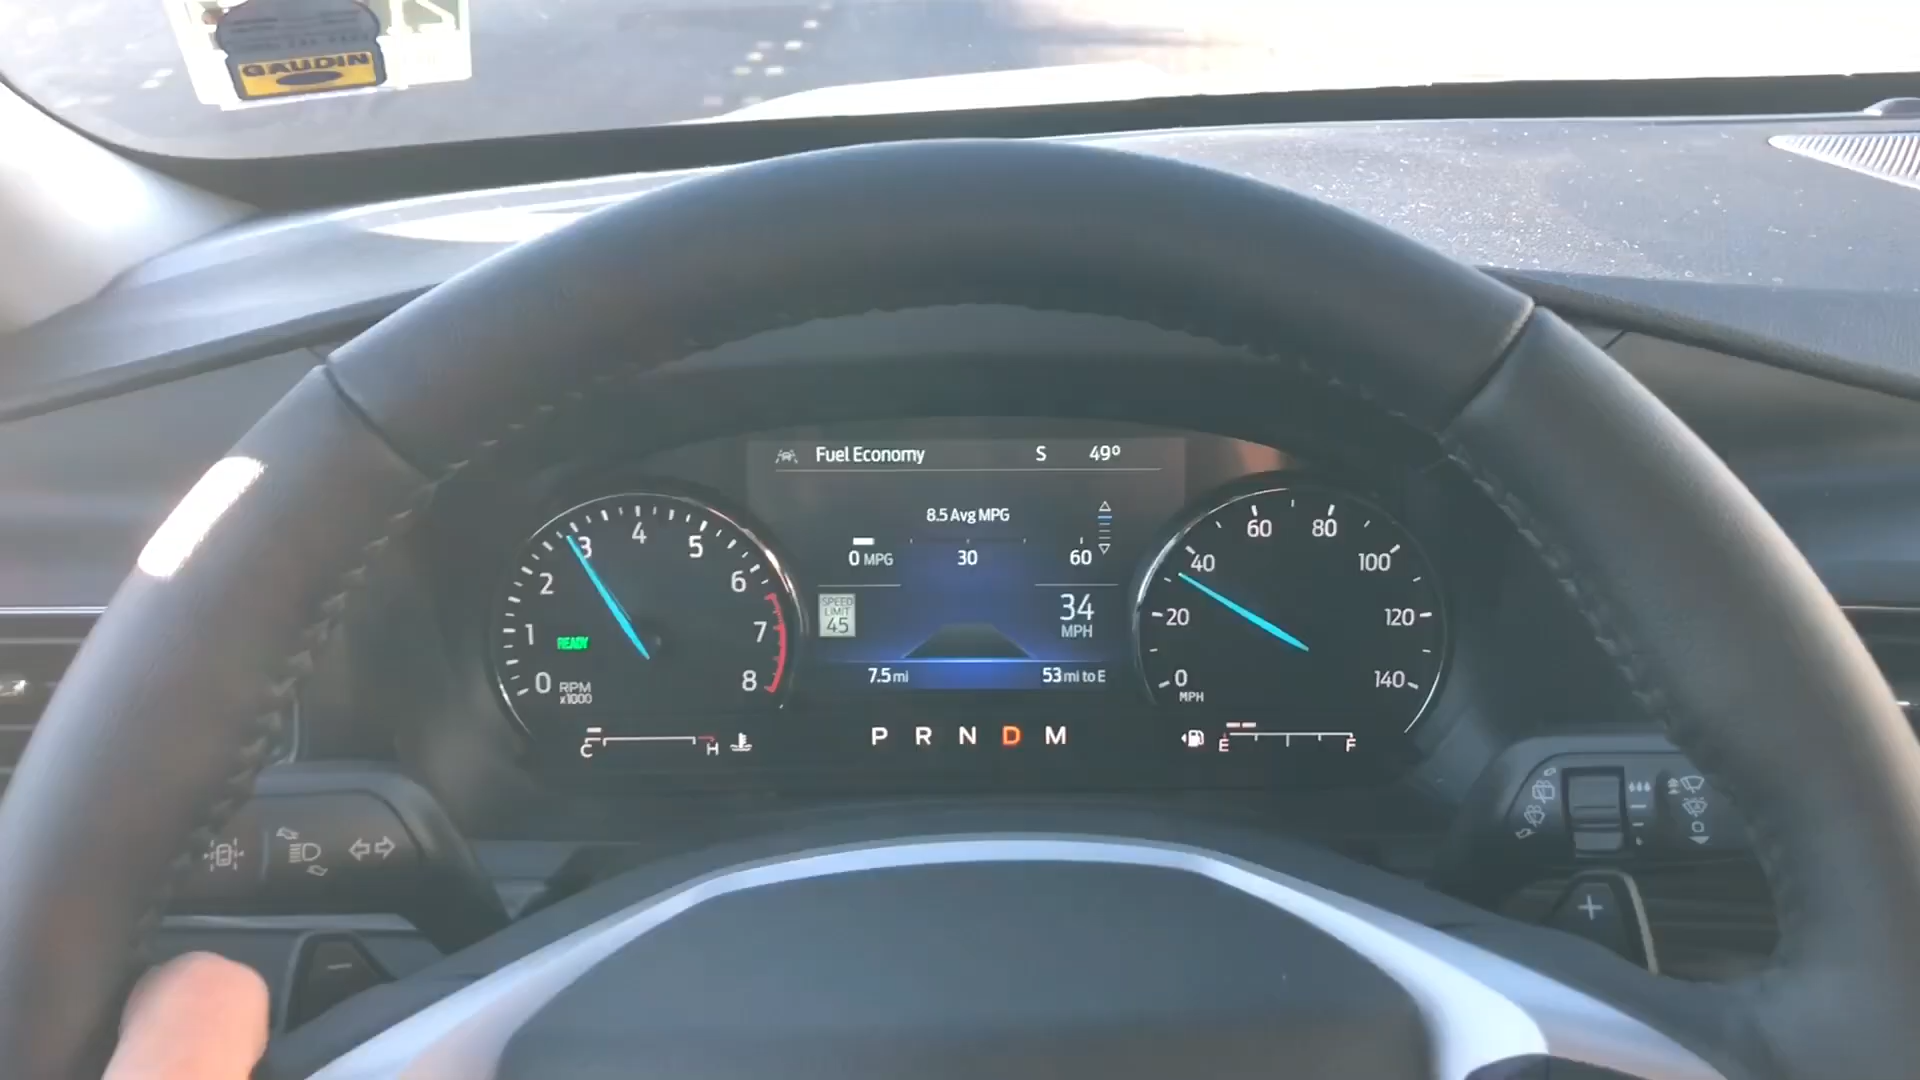 GAUDIN
Fuel Economy S 49°
8.5 Avg MPG
0 MPG 30 60
SPEED
LIMIT
45
34
MPH
7.5 mi 53 mi to E
P R N D M
0 1 2 3 4 5 6 7 8
READY
RPM
x1000
C H
0 20 40 60 80 100 120 140
MPH
E F